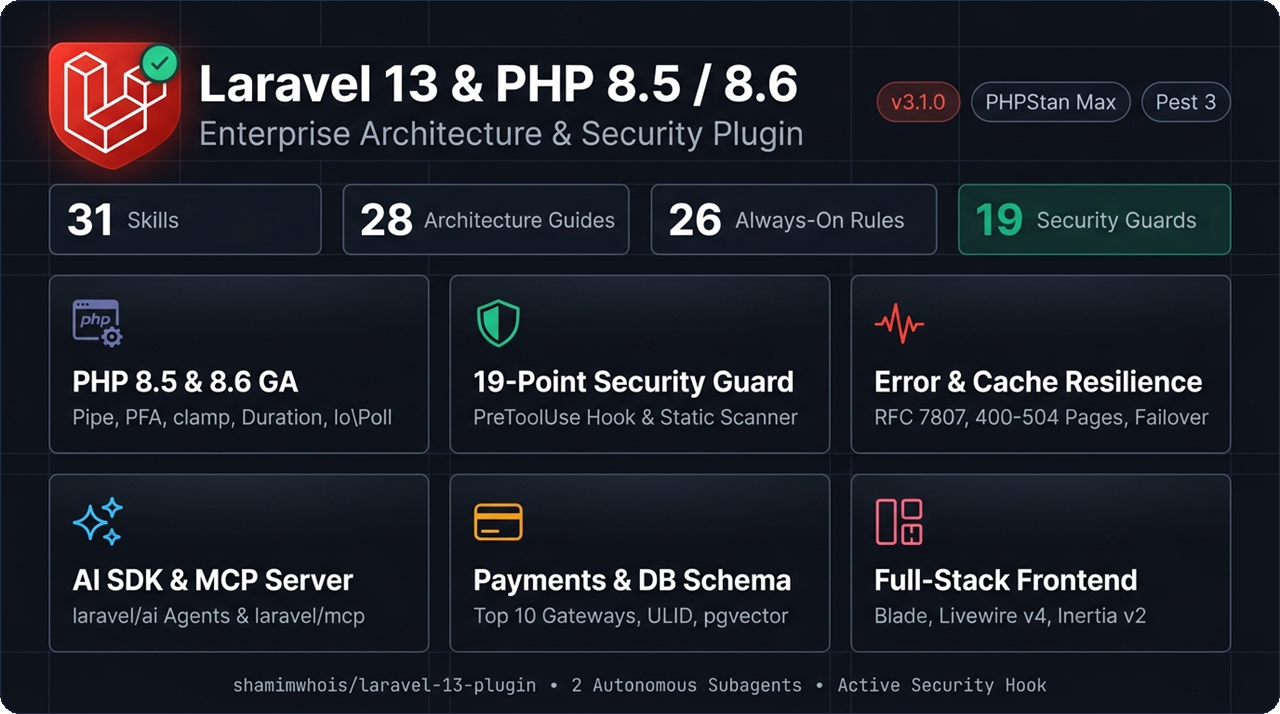 Laravel 13 & PHP 8.5 / 8.6
Enterprise Architecture & Security Plugin
v3.1.0
PHPStan Max
Pest 3
31 Skills
28 Architecture Guides
26 Always-On Rules
19 Security Guards
php
PHP 8.5 & 8.6 GA
Pipe, PFA, clamp, Duration, Io\Poll
19-Point Security Guard
PreToolUse Hook & Static Scanner
Error & Cache Resilience
RFC 7807, 400-504 Pages, Failover
AI SDK & MCP Server
laravel/ai Agents & laravel/mcp
Payments & DB Schema
Top 10 Gateways, ULID, pgvector
Full-Stack Frontend
Blade, Livewire v4, Inertia v2
shamimwhois/laravel-13-plugin • 2 Autonomous Subagents • Active Security Hook